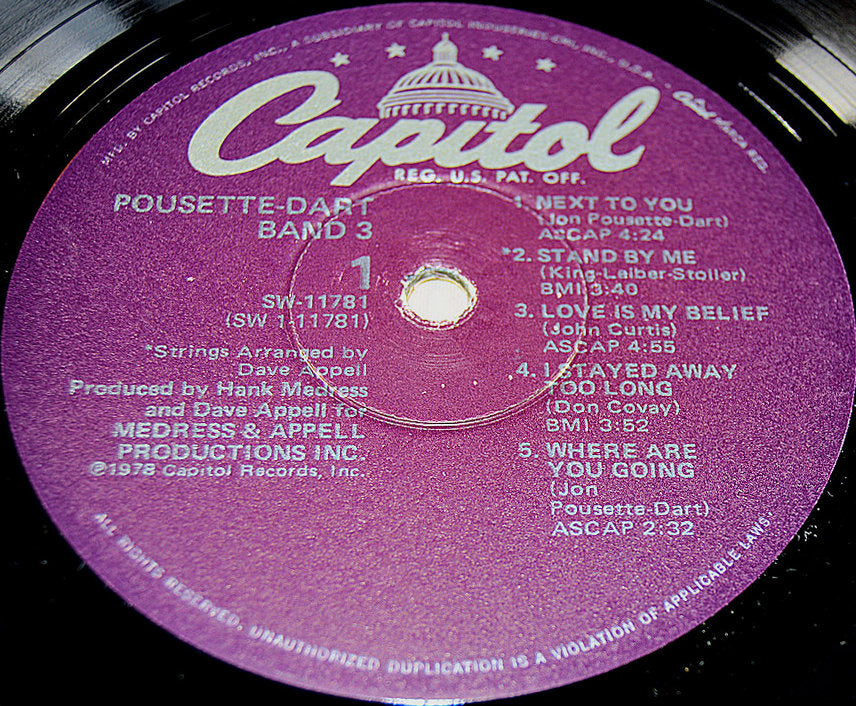 MFD. BY CAPITOL RECORDS, INC., A SUBSIDIARY OF CAPITOL INDUSTRIES-EMI, INC., U.S.A.
Capitol
REG. U.S. PAT. OFF.
POUSETTE-DART
BAND 3
1
SW-11781
(SW 1-11781)
*Strings Arranged by
Dave Appell
Produced by Hank Medress
and Dave Appell for
MEDRESS & APPELL
PRODUCTIONS INC.
℗1978 Capitol Records, Inc.
1. NEXT TO YOU
(Jon Pousette-Dart)
ASCAP 4:24
*2. STAND BY ME
(King-Leiber-Stoller)
BMI 3:40
3. LOVE IS MY BELIEF
(John Curtis)
ASCAP 4:55
4. I STAYED AWAY
TOO LONG
(Don Covay)
BMI 3:52
5. WHERE ARE
YOU GOING
(Jon
Pousette-Dart)
ASCAP 2:32
ALL RIGHTS RESERVED. UNAUTHORIZED DUPLICATION IS A VIOLATION OF APPLICABLE LAWS.